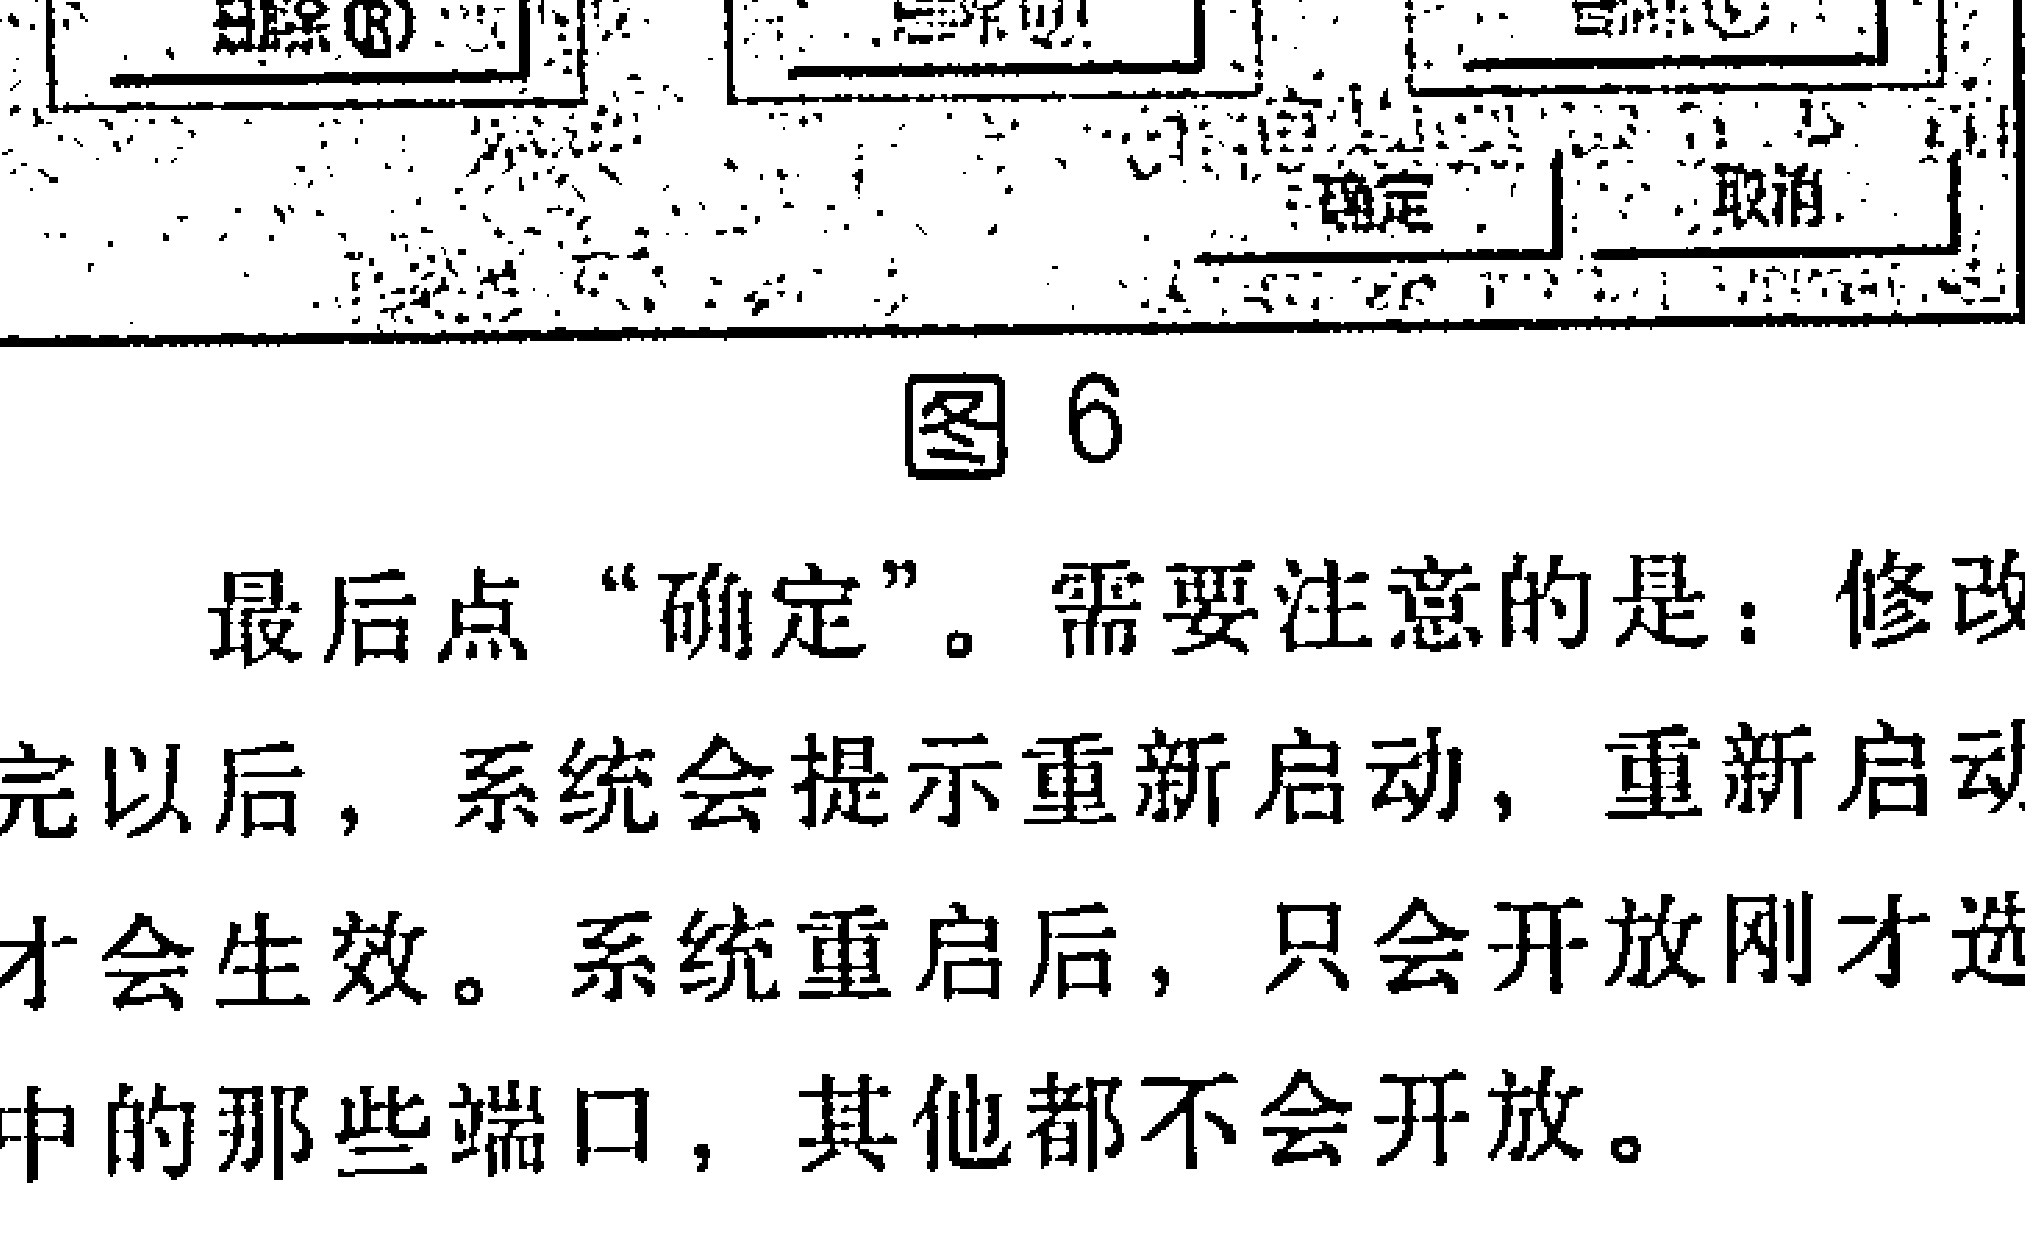 确定 取消
图 6
最后点“确定”。需要注意的是：修改
完以后，系统会提示重新启动，重新启动
才会生效。系统重启后，只会开放刚才选
中的那些端口，其他都不会开放。